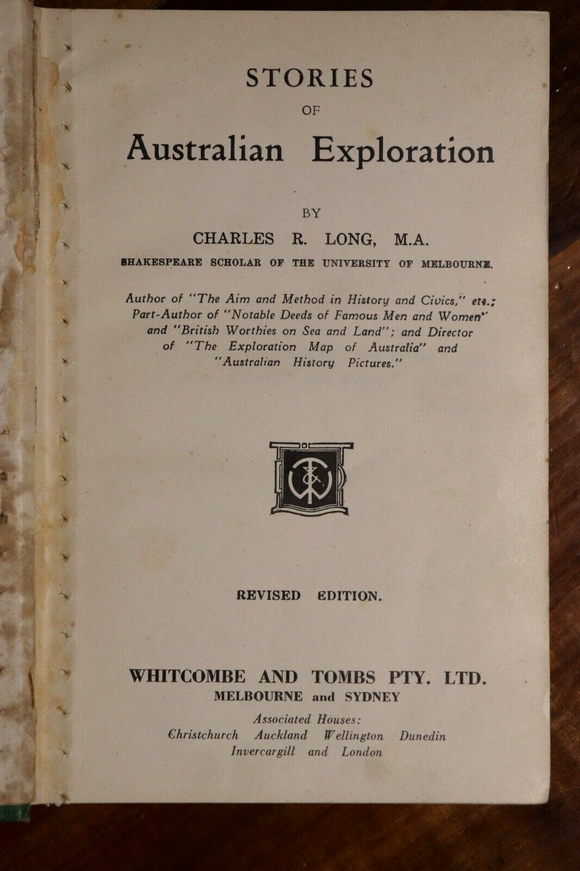 STORIES
OF
Australian Exploration
BY
CHARLES R. LONG, M.A.
SHAKESPEARE SCHOLAR OF THE UNIVERSITY OF MELBOURNE.
Author of "The Aim and Method in History and Civics," etc.;
Part-Author of "Notable Deeds of Famous Men and Women"
and "British Worthies on Sea and Land"; and Director
of "The Exploration Map of Australia" and
"Australian History Pictures."
W&T
REVISED EDITION.
WHITCOMBE AND TOMBS PTY. LTD.
MELBOURNE and SYDNEY
Associated Houses:
Christchurch Auckland Wellington Dunedin
Invercargill and London